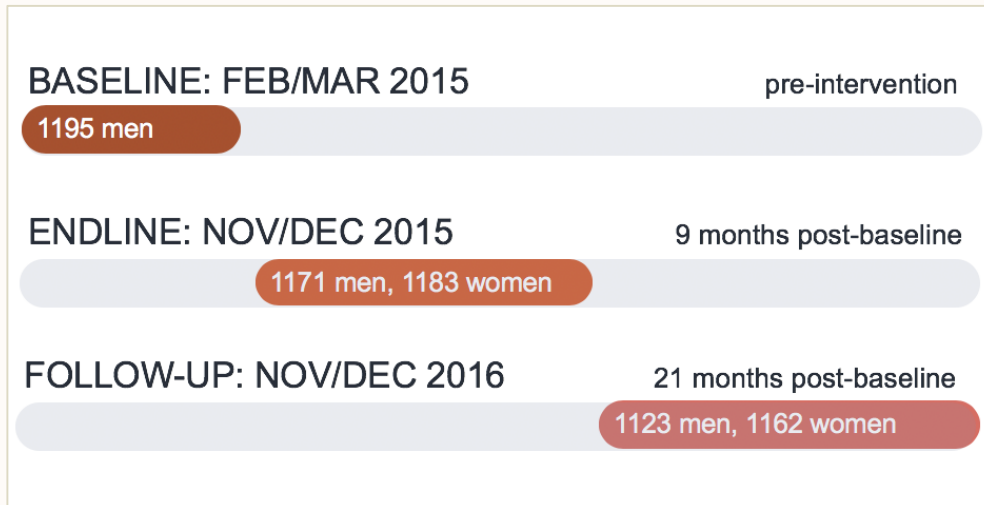 BASELINE: FEB/MAR 2015 pre-intervention
1195 men
ENDLINE: NOV/DEC 2015 9 months post-baseline
1171 men, 1183 women
FOLLOW-UP: NOV/DEC 2016 21 months post-baseline
1123 men, 1162 women